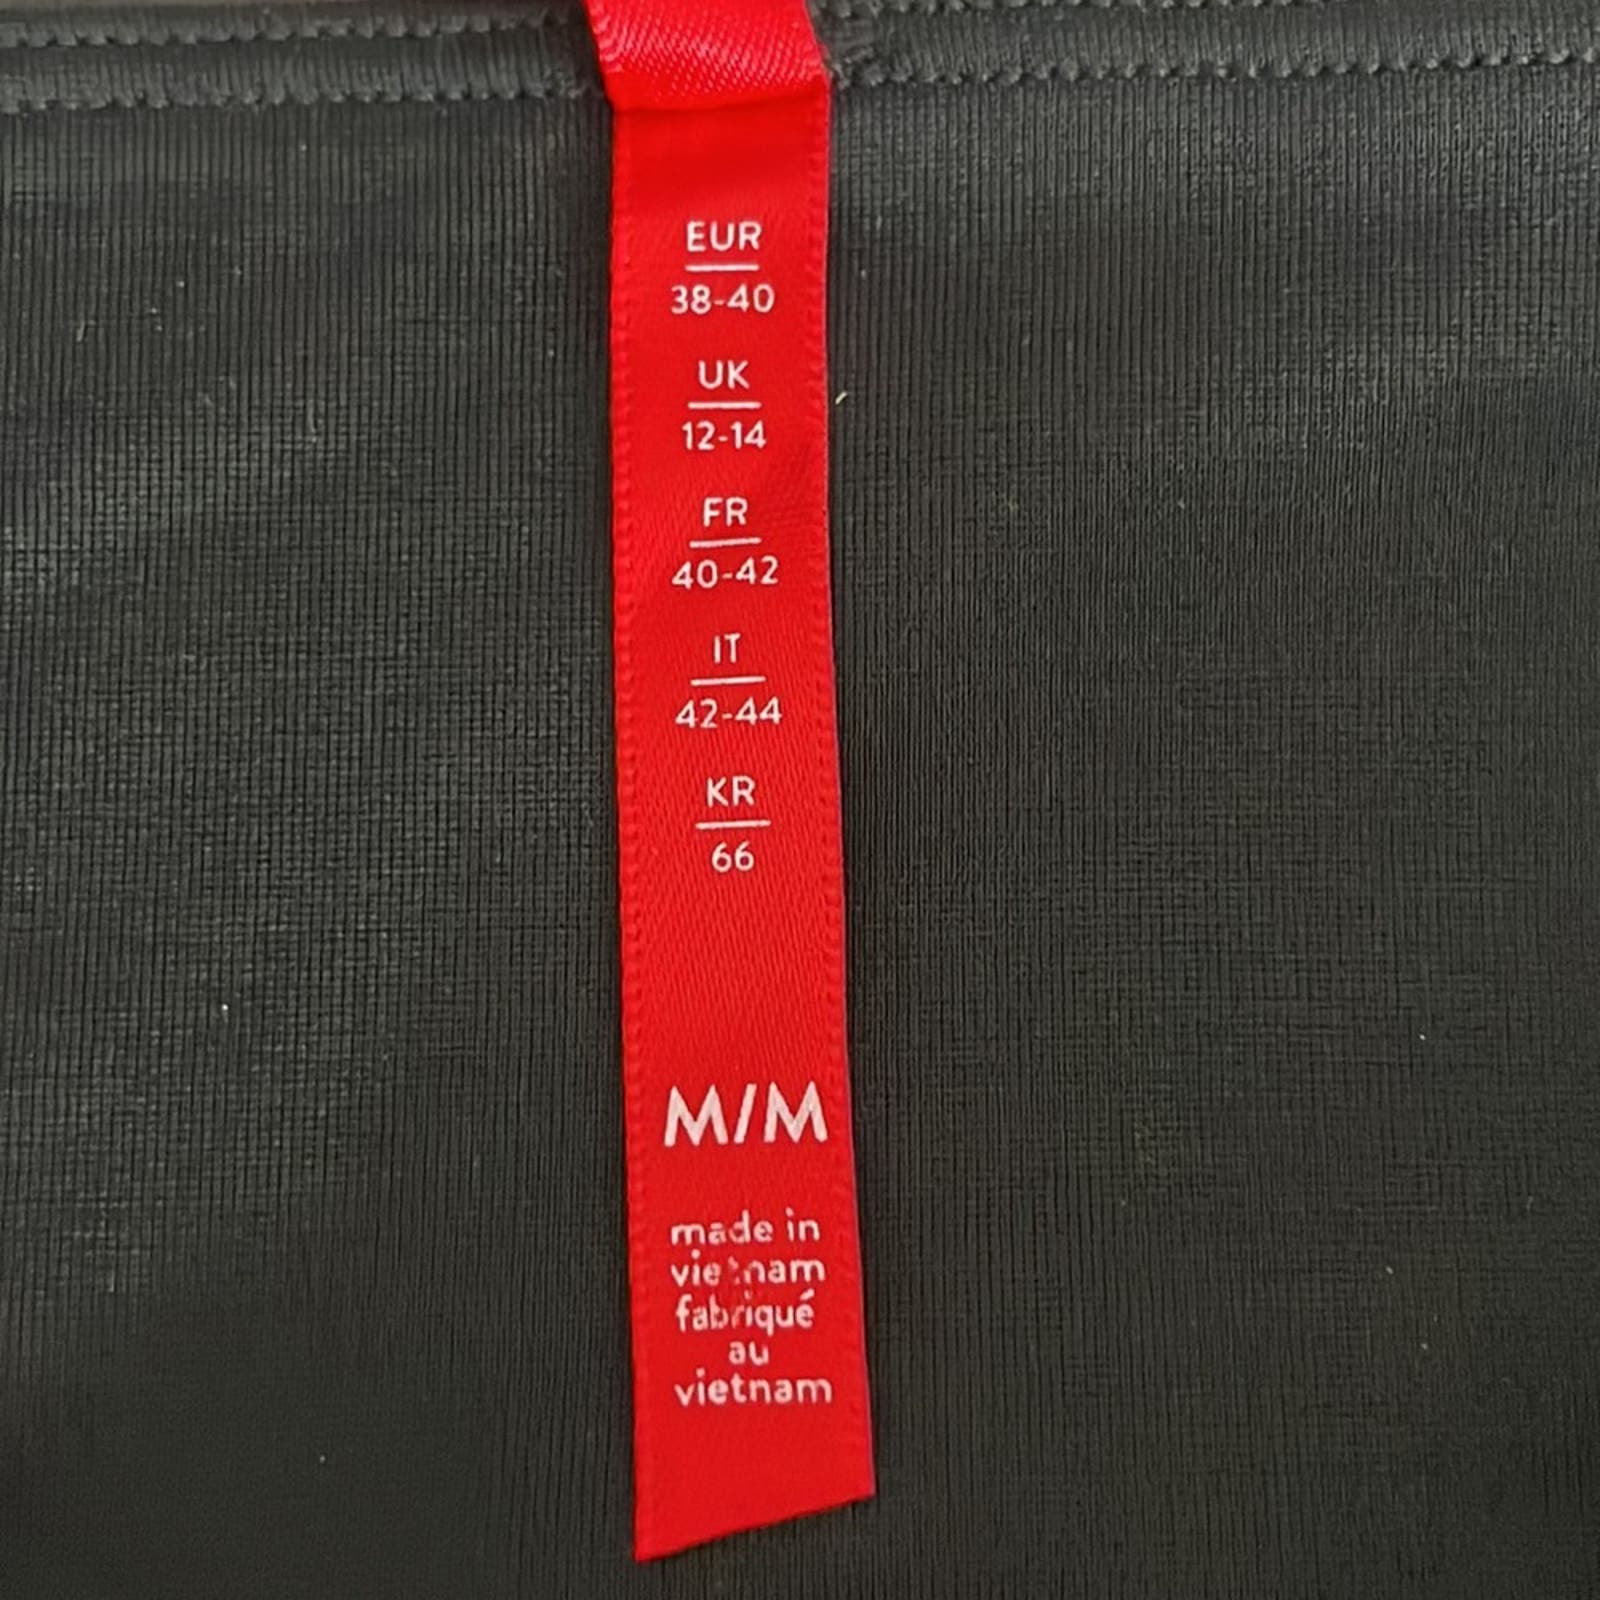 EUR
38-40
UK
12-14
FR
40-42
IT
42-44
KR
66
M/M
made in
vietnam
fabriqué
au
vietnam